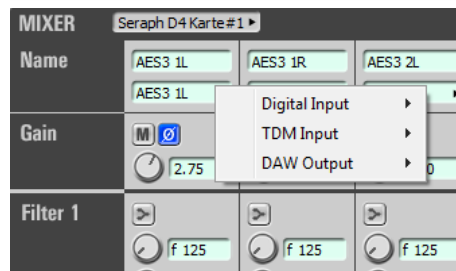 MIXER Seraph D4 Karte#1
Name AES3 1L AES3 1R AES3 2L
AES3 1L
Digital Input
TDM Input
DAW Output
Gain M Ø
2.75 0
Filter 1
f 125 f 125 f 125